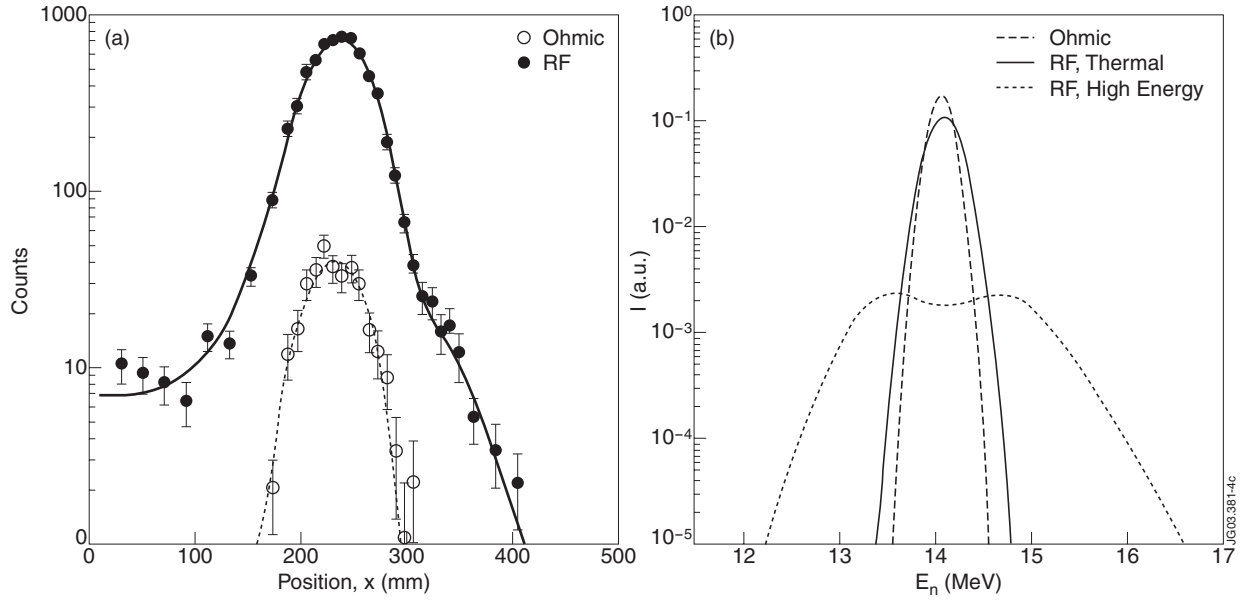 (a)
Ohmic
RF
1000
100
10
0
Counts
0
100
200
300
400
500
Position, x (mm)
(b)
Ohmic
RF, Thermal
RF, High Energy
10⁰
10⁻¹
10⁻²
10⁻³
10⁻⁴
10⁻⁵
I (a.u.)
12
13
14
15
16
17
Eₙ (MeV)
JG03.381-4c